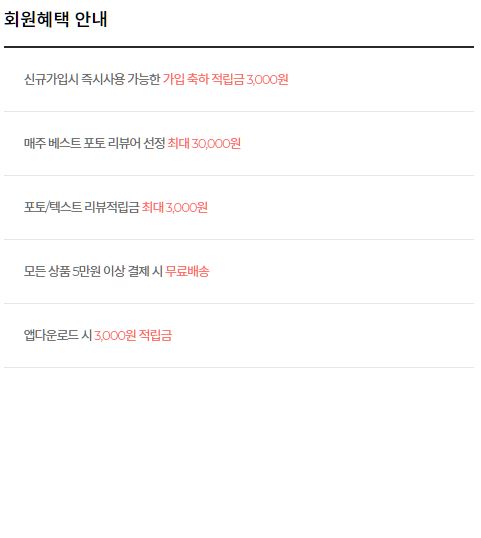 회원혜택 안내
신규가입시 즉시사용 가능한 가입 축하 적립금 3,000원
매주 베스트 포토 리뷰어 선정 최대 30,000원
포토/텍스트 리뷰적립금 최대 3,000원
모든 상품 5만원 이상 결제 시 무료배송
앱다운로드 시 3,000원 적립금